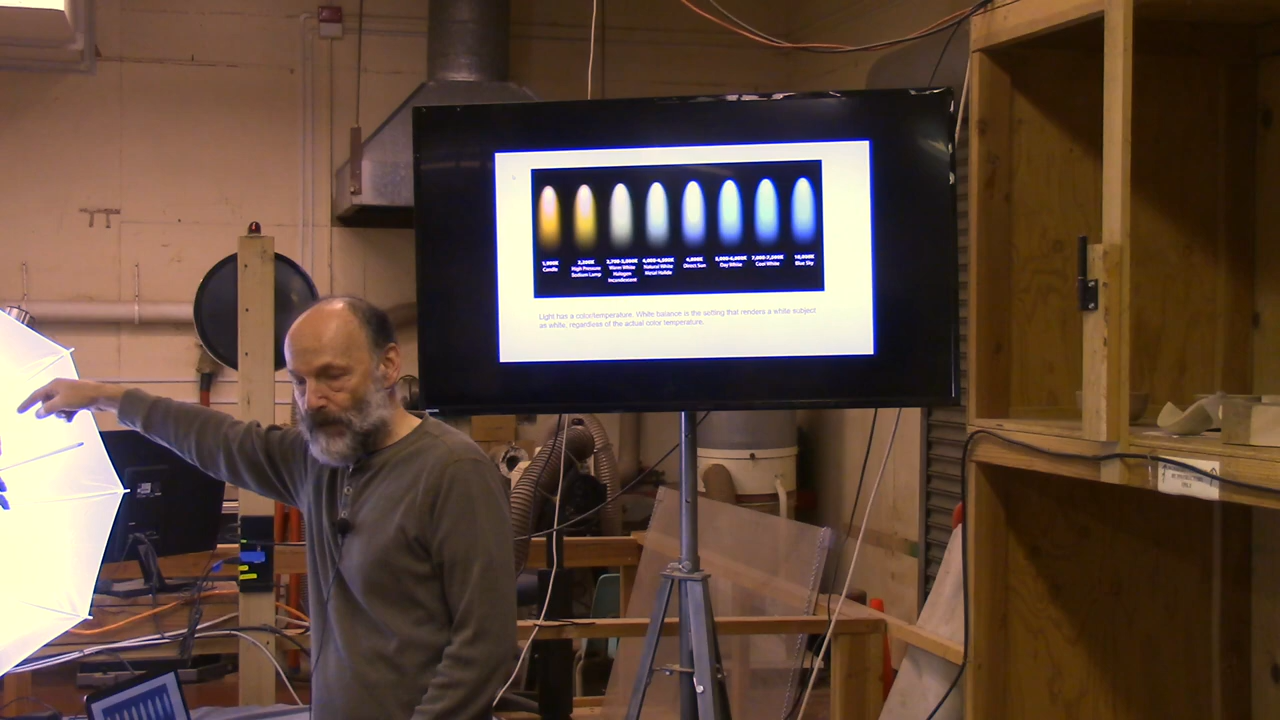 1,900K
Candle
2,200K
High Pressure
Sodium Lamp
2,700-3,000K
Warm White
Halogen
Incandescent
4,000-4,500K
Natural White
Metal Halide
4,800K
Direct Sun
5,000-6,500K
Day White
7,000-7,500K
Cool White
10,000K
Blue Sky
Light has a color/temperature. White balance is the setting that renders a white subject
as white, regardless of the actual color temperature.